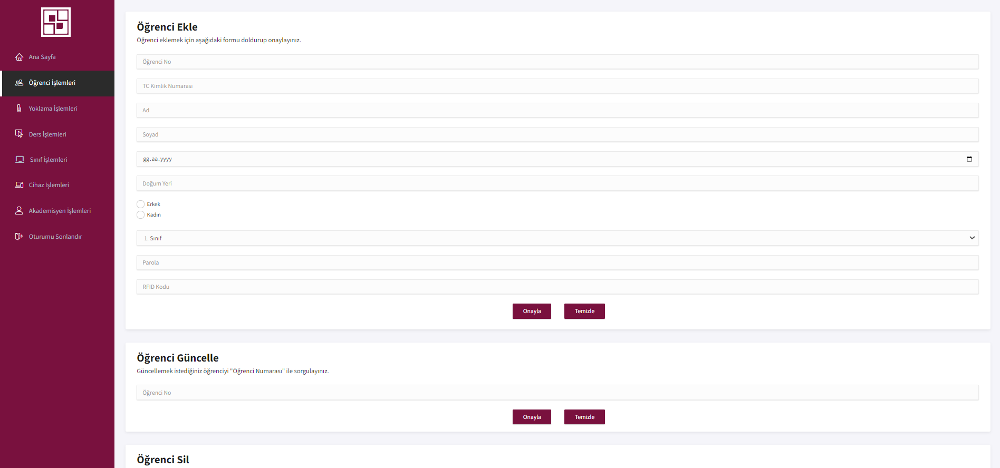 Ana Sayfa
Öğrenci İşlemleri
Yoklama İşlemleri
Ders İşlemleri
Sınıf İşlemleri
Cihaz İşlemleri
Akademisyen İşlemleri
Oturumu Sonlandır
Öğrenci Ekle
Öğrenci eklemek için aşağıdaki formu doldurup onaylayınız.
Öğrenci No
TC Kimlik Numarası
Ad
Soyad
gg.aa.yyyy
Doğum Yeri
Erkek
Kadın
1. Sınıf
Parola
RFID Kodu
Onayla Temizle
Öğrenci Güncelle
Güncellemek istediğiniz öğrenciyi "Öğrenci Numarası" ile sorgulayınız.
Öğrenci No
Onayla Temizle
Öğrenci Sil